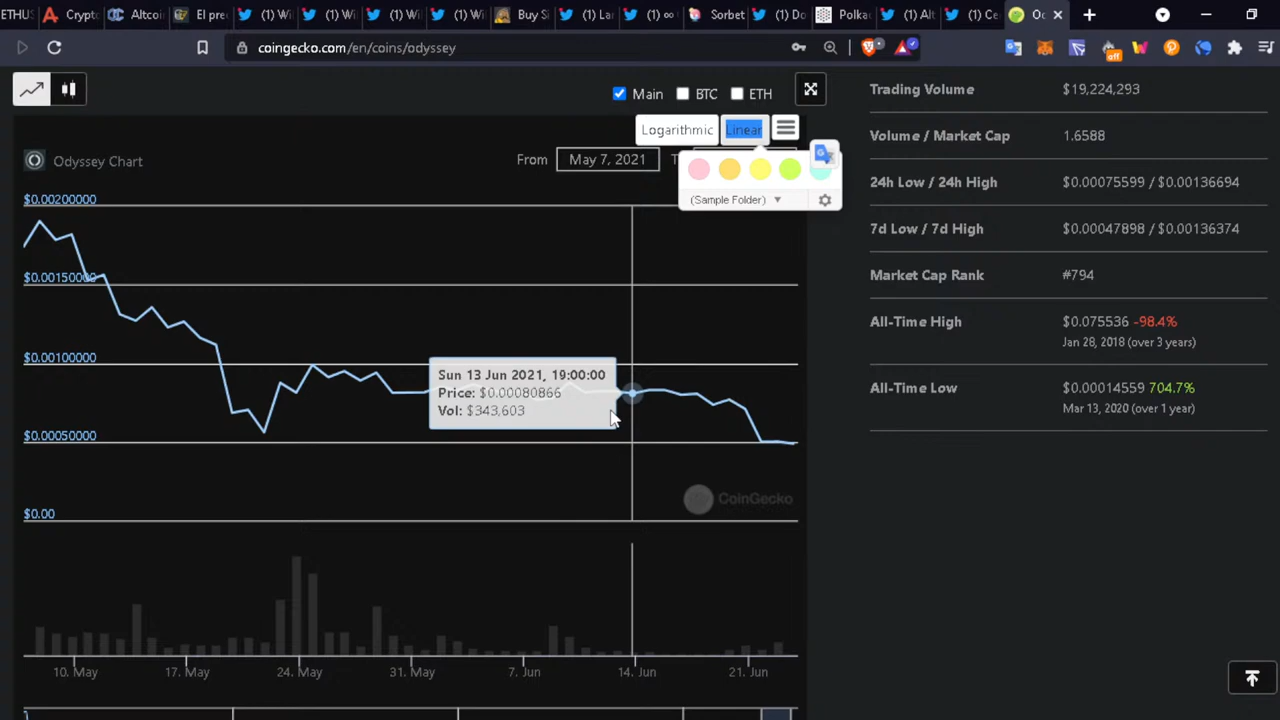 ETHUS
Crypto
Altcoi
El pre
(1) Wi
(1) Wi
(1) Wi
(1) Wi
Buy Si
(1) Lar
(1) ∞
Sorbet
(1) Do
Polka
(1) Alt
(1) Ce
Oc
coingecko.com/en/coins/odyssey
off
Main BTC ETH
Logarithmic Linear
Odyssey Chart
From May 7, 2021
(Sample Folder)
$0.00200000
$0.00150000
$0.00100000
$0.00050000
$0.00
Sun 13 Jun 2021, 19:00:00
Price: $0.00080866
Vol: $343,603
CoinGecko
10. May 17. May 24. May 31. May 7. Jun 14. Jun 21. Jun
Trading Volume $19,224,293
Volume / Market Cap 1.6588
24h Low / 24h High $0.00075599 / $0.00136694
7d Low / 7d High $0.00047898 / $0.00136374
Market Cap Rank #794
All-Time High $0.075536 -98.4%
Jan 28, 2018 (over 3 years)
All-Time Low $0.00014559 704.7%
Mar 13, 2020 (over 1 year)